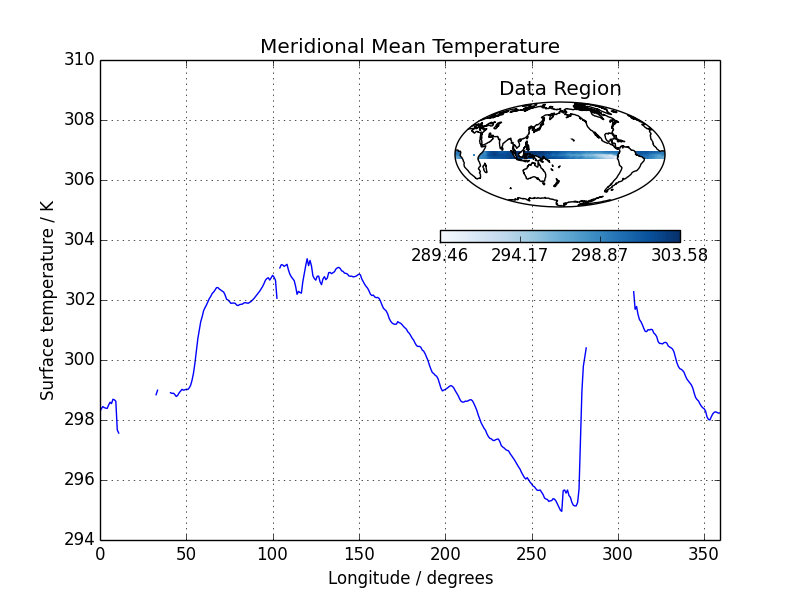 Meridional Mean Temperature
Data Region
289.46 294.17 298.87 303.58
Surface temperature / K
310
308
306
304
302
300
298
296
294
0 50 100 150 200 250 300 350
Longitude / degrees